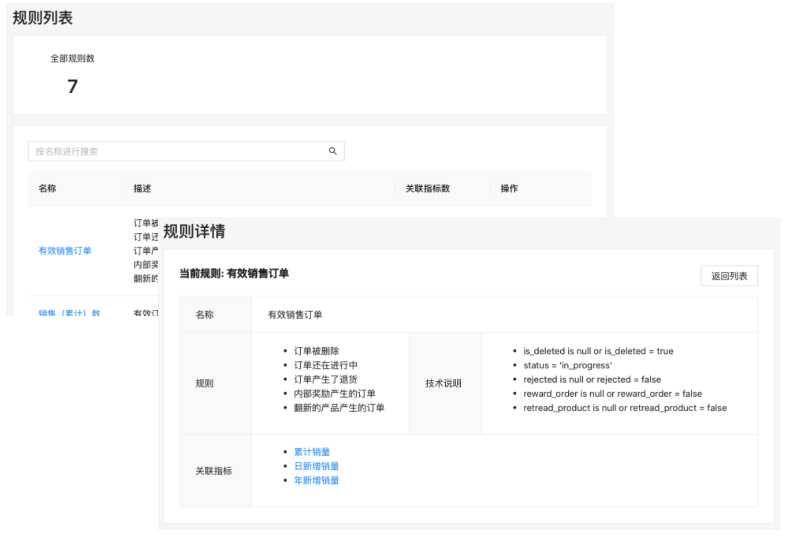 规则列表
全部规则数
7
按名称进行搜索
名称 描述 关联指标数 操作
有效销售订单
订单被
订单还
订单产
内部奖
翻新的
销售（累计）数 有效订
规则详情
当前规则: 有效销售订单
返回列表
名称 有效销售订单
规则
• 订单被删除
• 订单还在进行中
• 订单产生了退货
• 内部奖励产生的订单
• 翻新的产品产生的订单
技术说明
• is_deleted is null or is_deleted = true
• status = 'in_progress'
• rejected is null or rejected = false
• reward_order is null or reward_order = false
• retread_product is null or retread_product = false
关联指标
• 累计销量
• 日新增销量
• 年新增销量